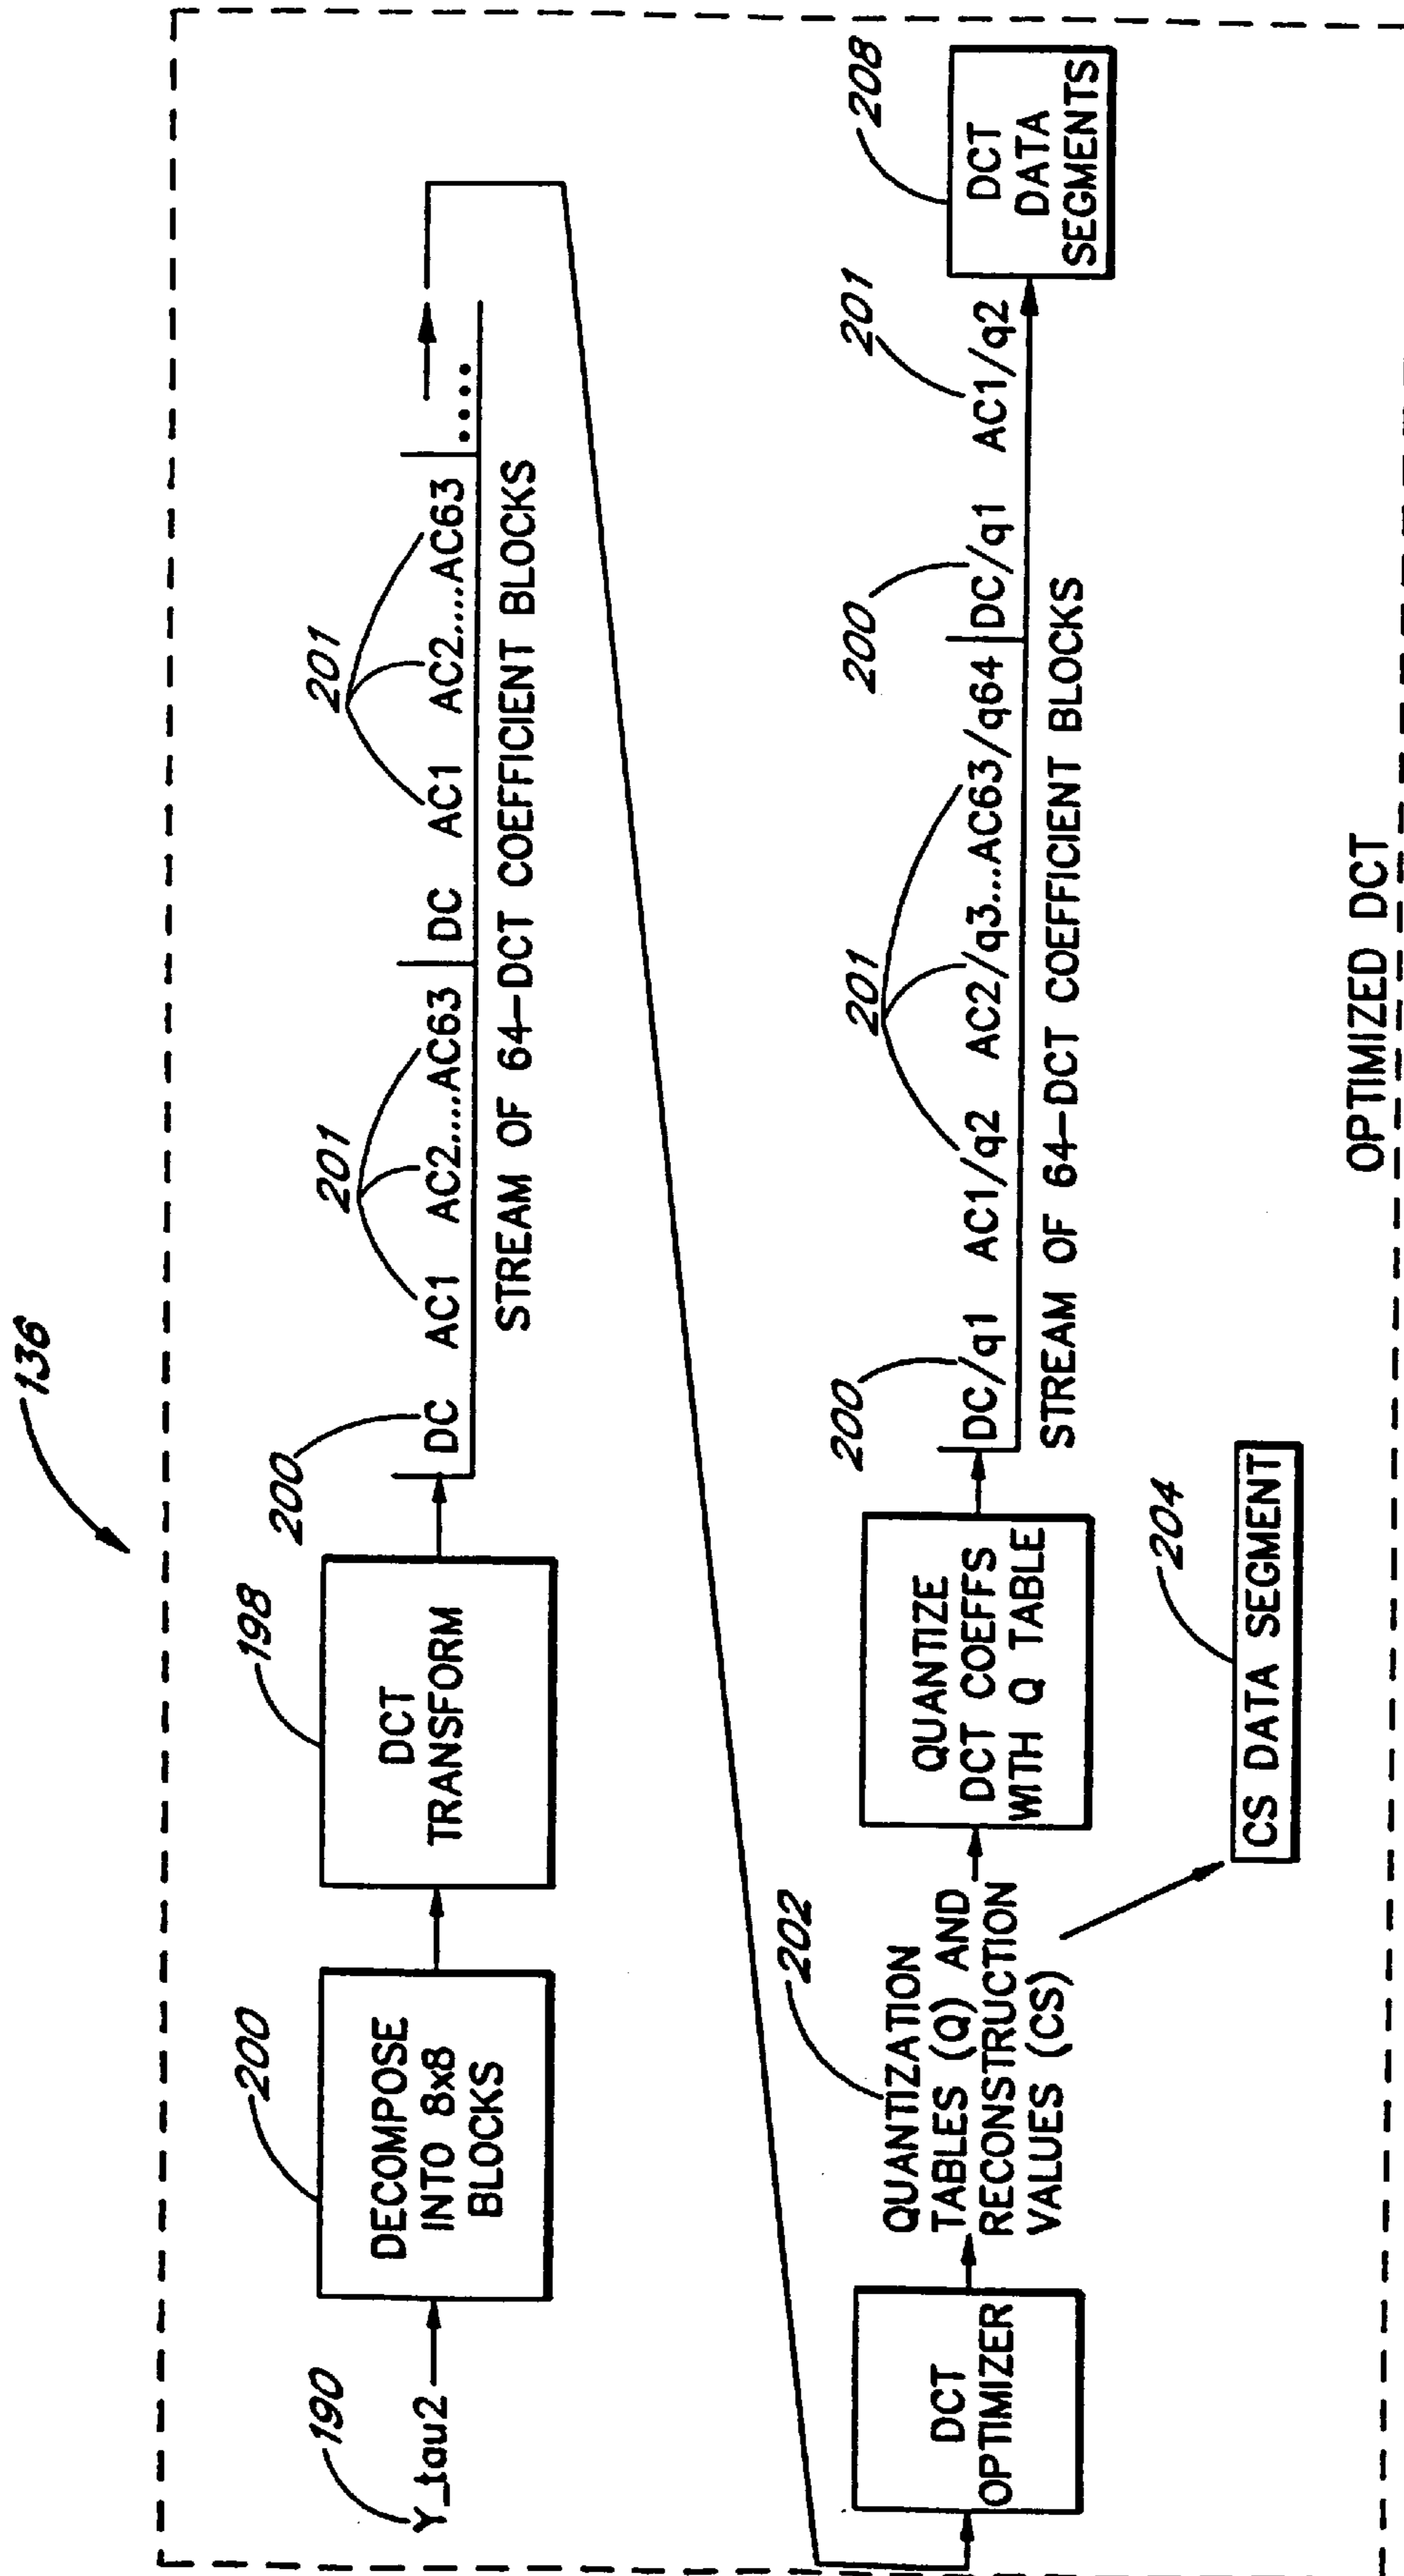 136
190
Y_tau2
200
DECOMPOSE
INTO 8x8
BLOCKS
198
DCT
TRANSFORM
200
DC AC1 AC2.....AC63
201
DC AC1 AC2.....AC63
201
....
STREAM OF 64-DCT COEFFICIENT BLOCKS
DCT
OPTIMIZER
202
QUANTIZATION
TABLES (Q) AND
RECONSTRUCTION
VALUES (CS)
QUANTIZE
DCT COEFFS
WITH Q TABLE
204
CS DATA SEGMENT
200
DC/q1 AC1/q2 AC2/q3...AC63/q64
201
200
DC/q1 AC1/q2
201
STREAM OF 64-DCT COEFFICIENT BLOCKS
208
DCT
DATA
SEGMENTS
OPTIMIZED DCT